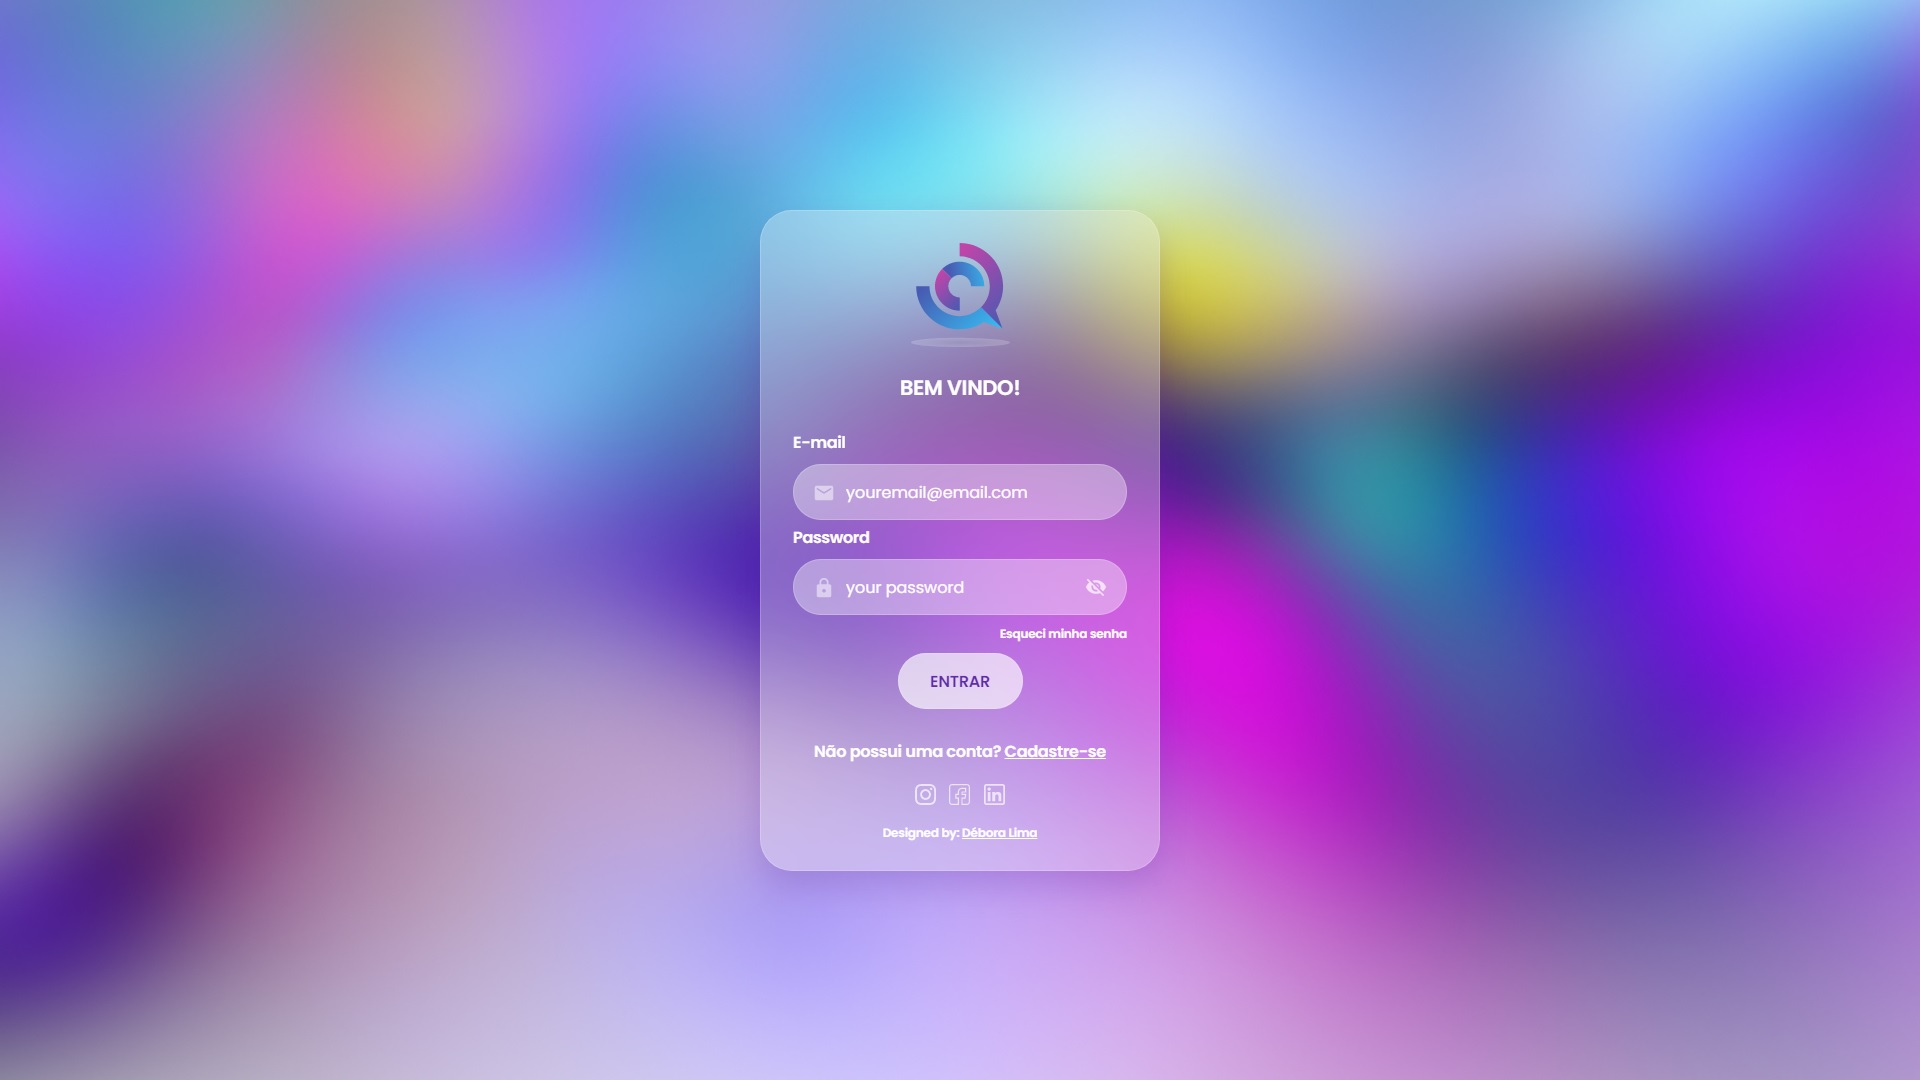 BEM VINDO!
E-mail
youremail@email.com
Password
your password
Esqueci minha senha
ENTRAR
Não possui uma conta? Cadastre-se
Designed by: Débora Lima